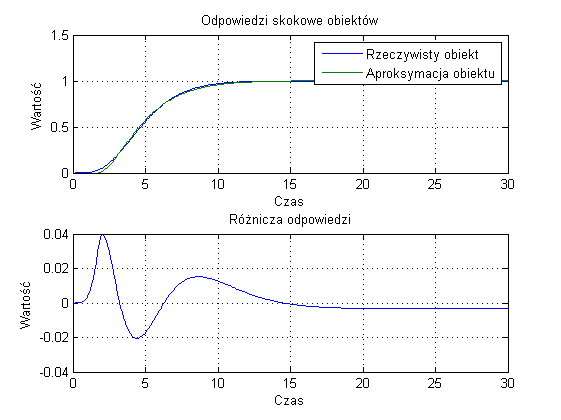 Odpowiedzi skokowe obiektów
1.5
1
0.5
0
Wartość
Rzeczywisty obiekt
Aproksymacja obiektu
0 5 10 15 20 25 30
Czas
Różnicza odpowiedzi
0.04
0.02
0
-0.02
-0.04
Wartość
0 5 10 15 20 25 30
Czas